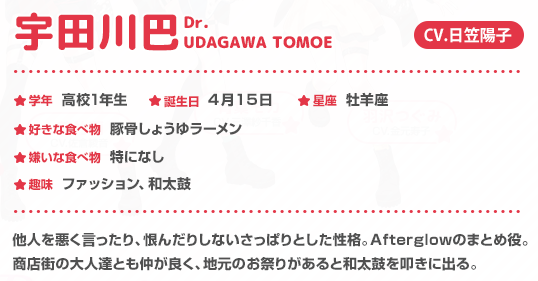 宇田川巴 Dr.
UDAGAWA TOMOE
CV.日笠陽子
★学年 高校1年生 ★誕生日 4月15日 ★星座 牡羊座
★好きな食べ物 豚骨しょうゆラーメン
★嫌いな食べ物 特になし
★趣味 ファッション、和太鼓
他人を悪く言ったり、恨んだりしないさっぱりとした性格。Afterglowのまとめ役。
商店街の大人達とも仲が良く、地元のお祭りがあると和太鼓を叩きに出る。